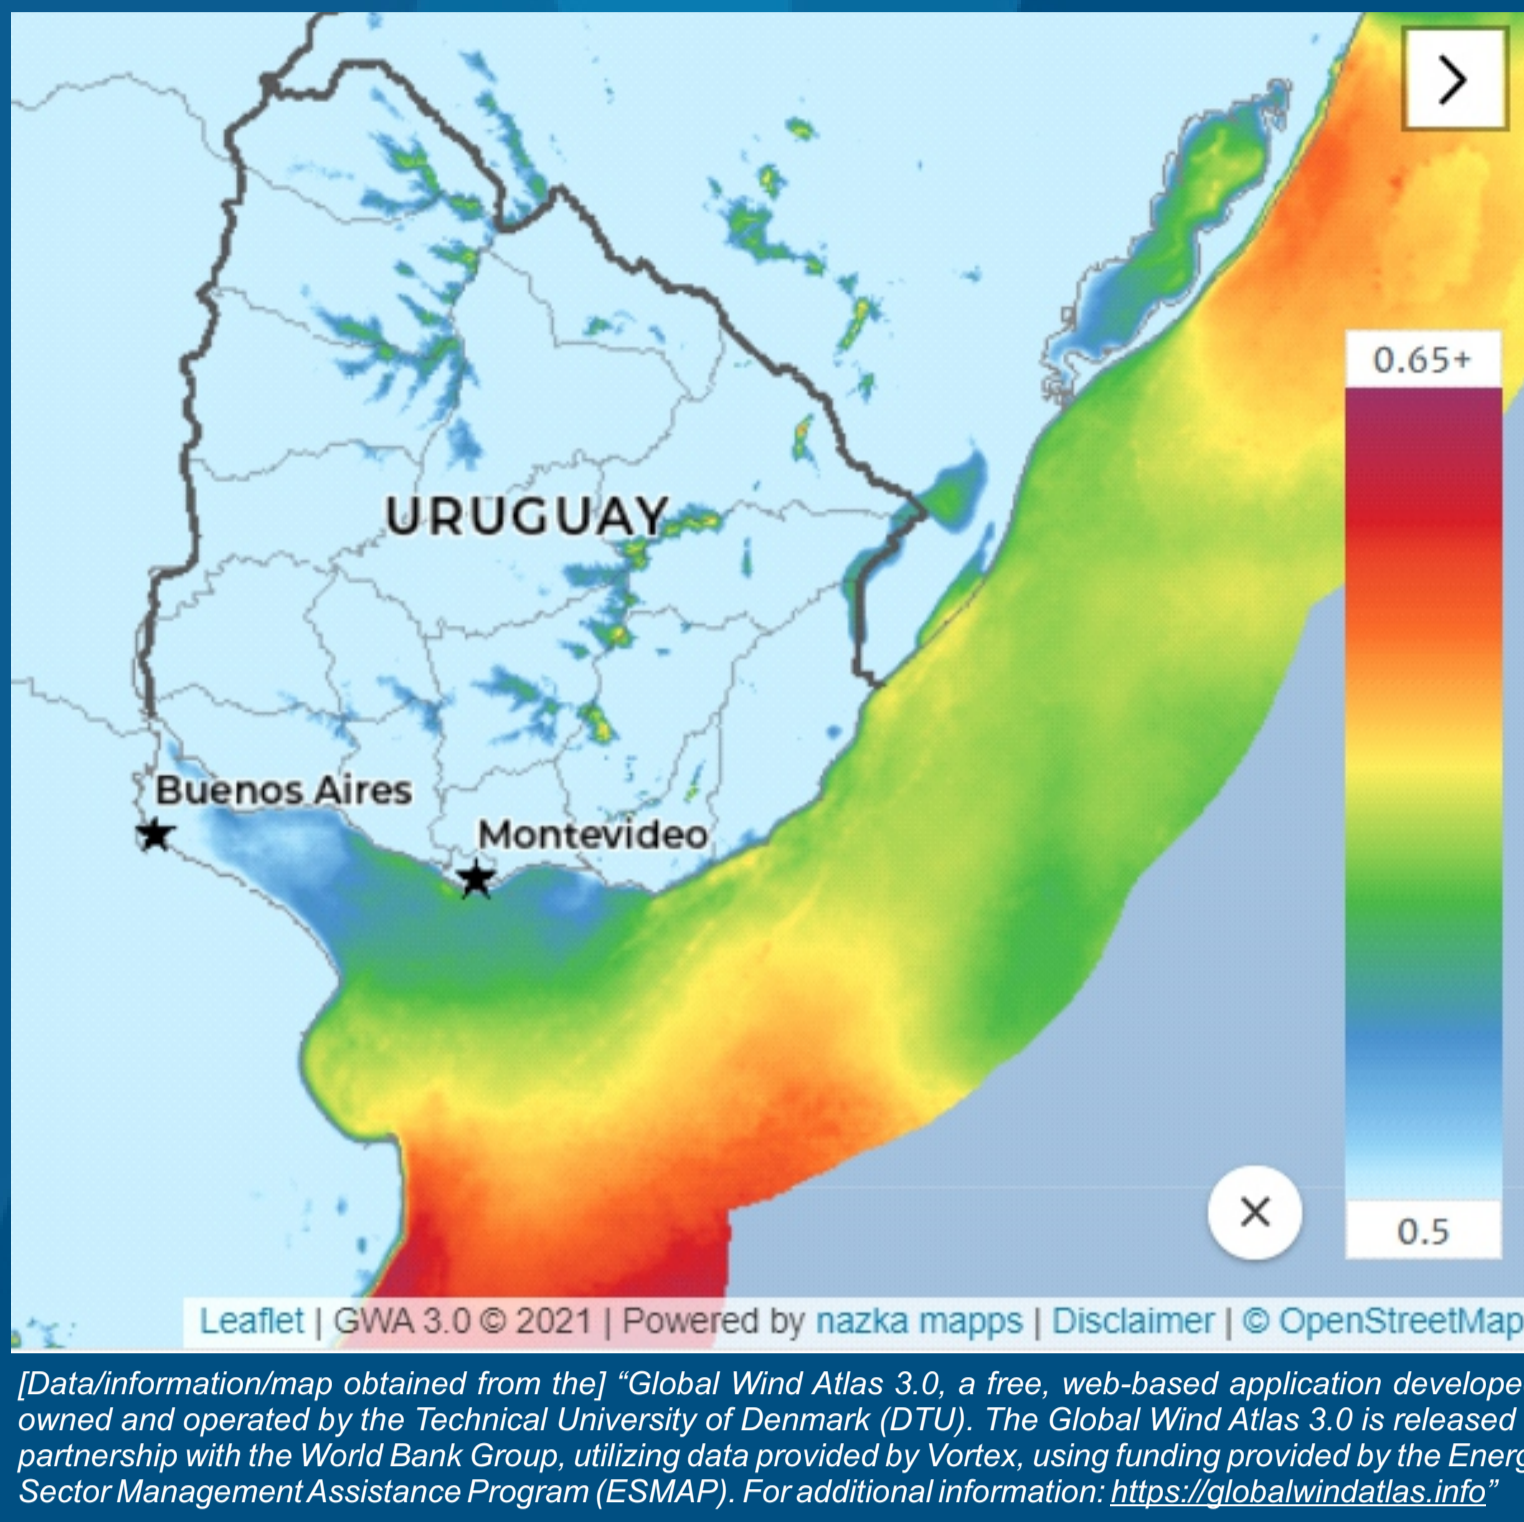 0.65+
URUGUAY
Buenos Aires
Montevideo
0.5
Leaflet | GWA 3.0 © 2021 | Powered by nazka mapps | Disclaimer | © OpenStreetMap
[Data/information/map obtained from the] “Global Wind Atlas 3.0, a free, web-based application develope
owned and operated by the Technical University of Denmark (DTU). The Global Wind Atlas 3.0 is released
partnership with the World Bank Group, utilizing data provided by Vortex, using funding provided by the Energ
Sector Management Assistance Program (ESMAP). For additional information: https://globalwindatlas.info”